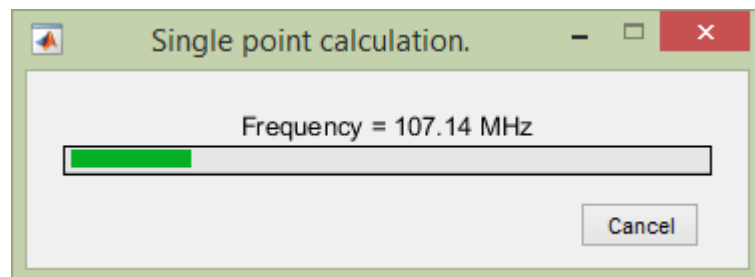 Single point calculation.
Frequency = 107.14 MHz
Cancel